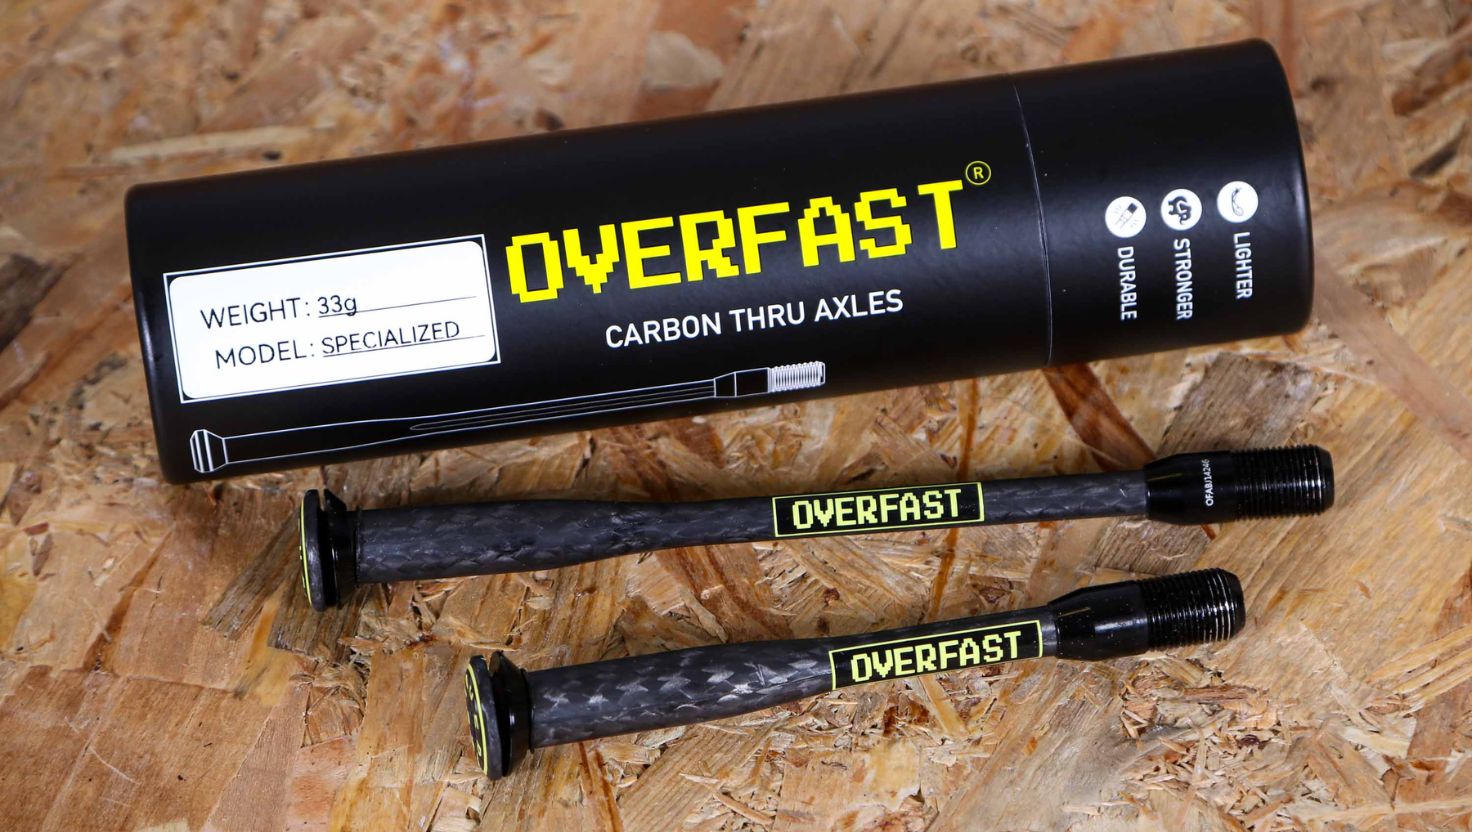 OVERFAST®
CARBON THRU AXLES
WEIGHT: 33g
MODEL: SPECIALIZED
LIGHTER
STRONGER
DURABLE
OVERFAST
OVERFAST